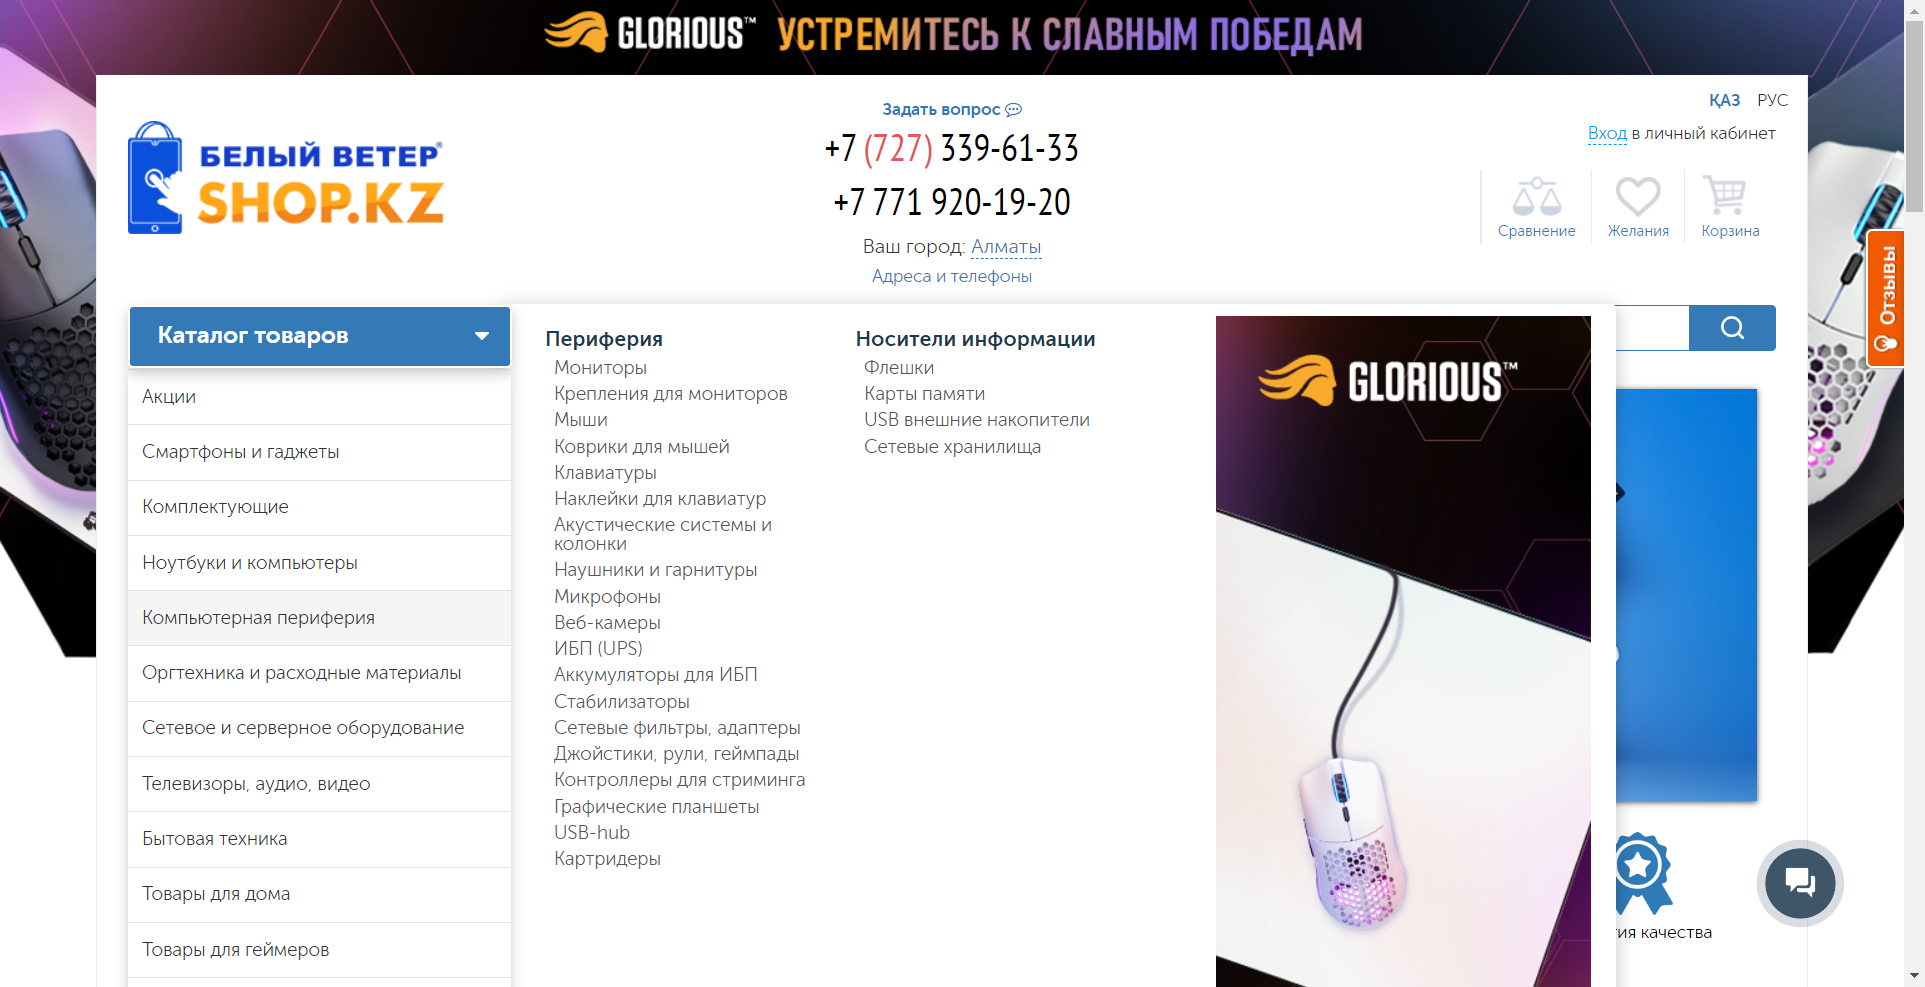 GLORIOUS™ УСТРЕМИТЕСЬ К СЛАВНЫМ ПОБЕДАМ
ҚАЗ РУС
Задать вопрос
Вход в личный кабинет
+7 (727) 339-61-33
БЕЛЫЙ ВЕТЕР®
SHOP.KZ
+7 771 920-19-20
Сравнение
Желания
Корзина
Ваш город: Алматы
Адреса и телефоны
Отзывы
Каталог товаров
Акции
Смартфоны и гаджеты
Комплектующие
Ноутбуки и компьютеры
Компьютерная периферия
Оргтехника и расходные материалы
Сетевое и серверное оборудование
Телевизоры, аудио, видео
Бытовая техника
Товары для дома
Товары для геймеров
Периферия
Мониторы
Крепления для мониторов
Мыши
Коврики для мышей
Клавиатуры
Наклейки для клавиатур
Акустические системы и
колонки
Наушники и гарнитуры
Микрофоны
Веб-камеры
ИБП (UPS)
Аккумуляторы для ИБП
Стабилизаторы
Сетевые фильтры, адаптеры
Джойстики, рули, геймпады
Контроллеры для стриминга
Графические планшеты
USB-hub
Картридеры
Носители информации
Флешки
Карты памяти
USB внешние накопители
Сетевые хранилища
GLORIOUS™
качества